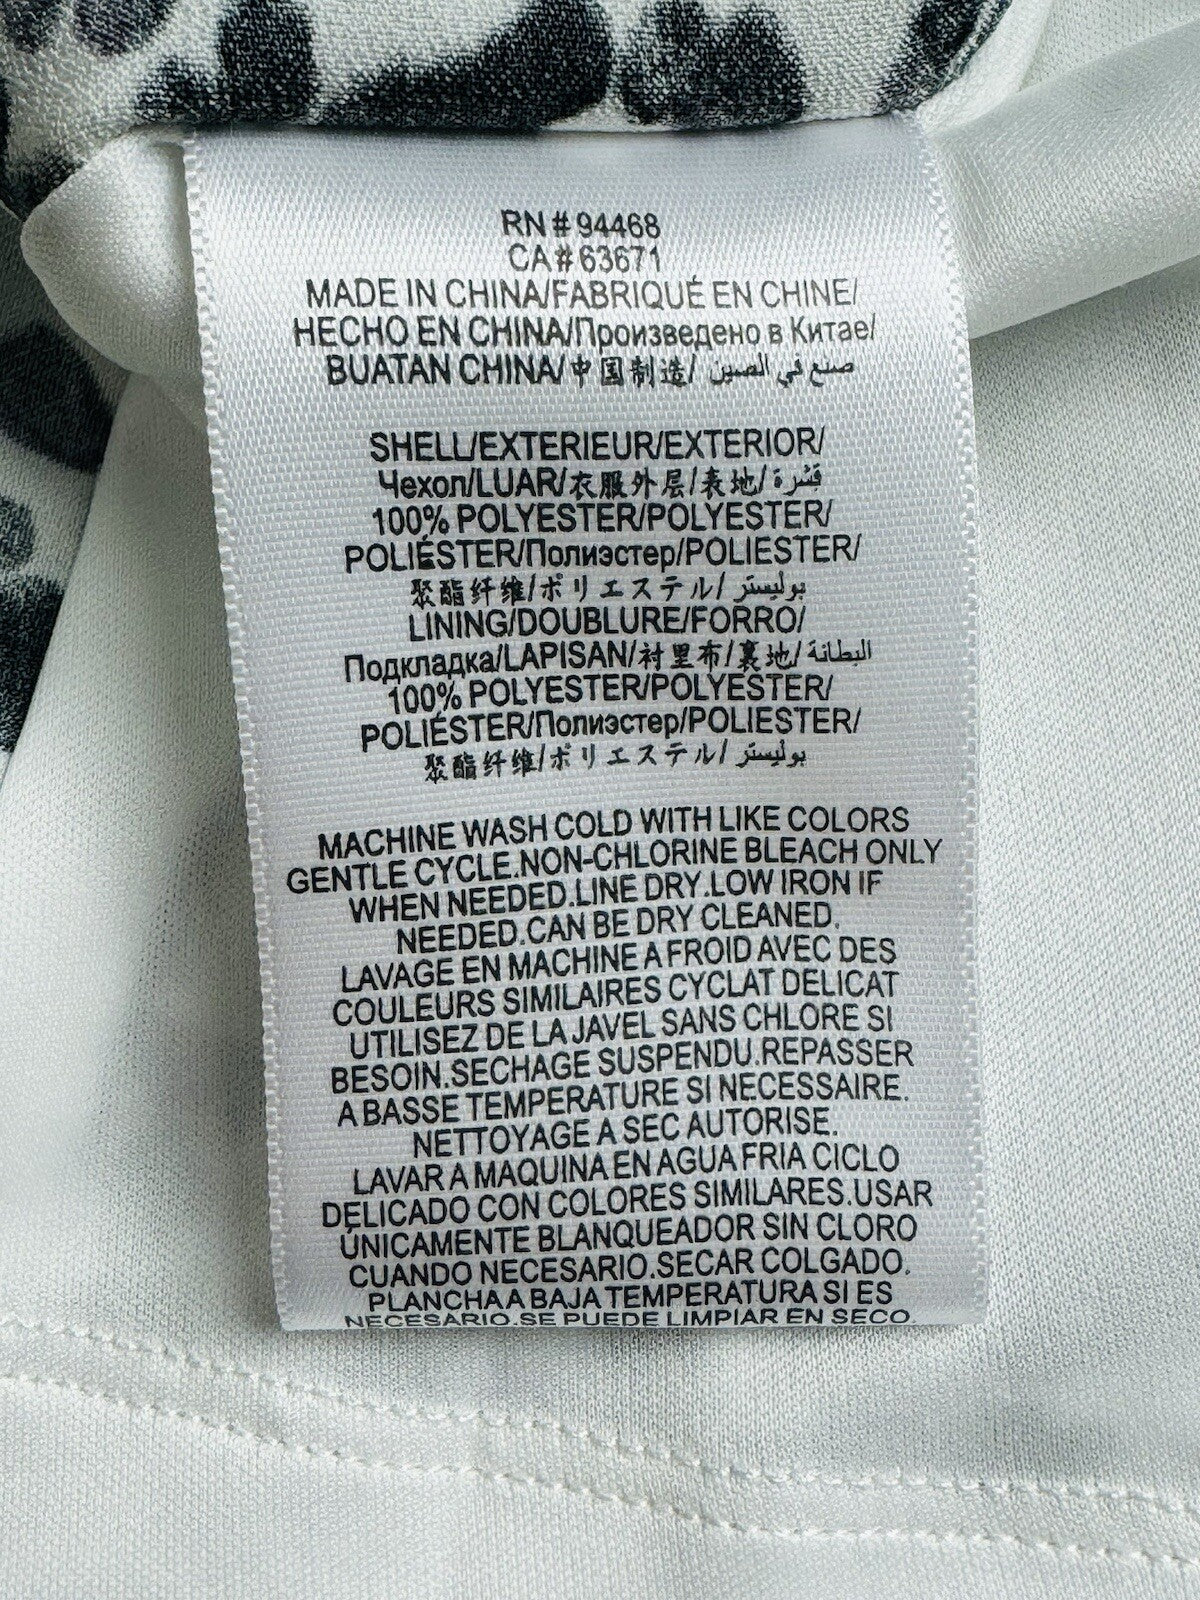 RN # 94468
CA# 63671
MADE IN CHINA/FABRIQUÉ EN CHINE/
HECHO EN CHINA/Произведено в Китае/
BUATAN CHINA/中国制造/ صنع في الصين
SHELL/EXTERIEUR/EXTERIOR/
Чехол/LUAR/衣服外层/表地/قشرة
100% POLYESTER/POLYESTER/
POLIÉSTER/Полиэстер/POLIESTER/
聚酯纤维/ポリエステル/بوليستر
LINING/DOUBLURE/FORRO/
Подкладка/LAPISAN/衬里布/裏地/البطانة
100% POLYESTER/POLYESTER/
POLIÉSTER/Полиэстер/POLIESTER/
聚酯纤维/ポリエステル/بوليستر
MACHINE WASH COLD WITH LIKE COLORS
GENTLE CYCLE.NON-CHLORINE BLEACH ONLY
WHEN NEEDED.LINE DRY.LOW IRON IF
NEEDED.CAN BE DRY CLEANED.
LAVAGE EN MACHINE A FROID AVEC DES
COULEURS SIMILAIRES CYCLAT DELICAT
UTILISEZ DE LA JAVEL SANS CHLORE SI
BESOIN.SECHAGE SUSPENDU.REPASSER
A BASSE TEMPERATURE SI NECESSAIRE.
NETTOYAGE A SEC AUTORISE.
LAVAR A MAQUINA EN AGUA FRIA CICLO
DELICADO CON COLORES SIMILARES.USAR
ÚNICAMENTE BLANQUEADOR SIN CLORO
CUANDO NECESARIO.SECAR COLGADO.
PLANCHA A BAJA TEMPERATURA SI ES
NECESARIO.SE PUEDE LIMPIAR EN SECO.